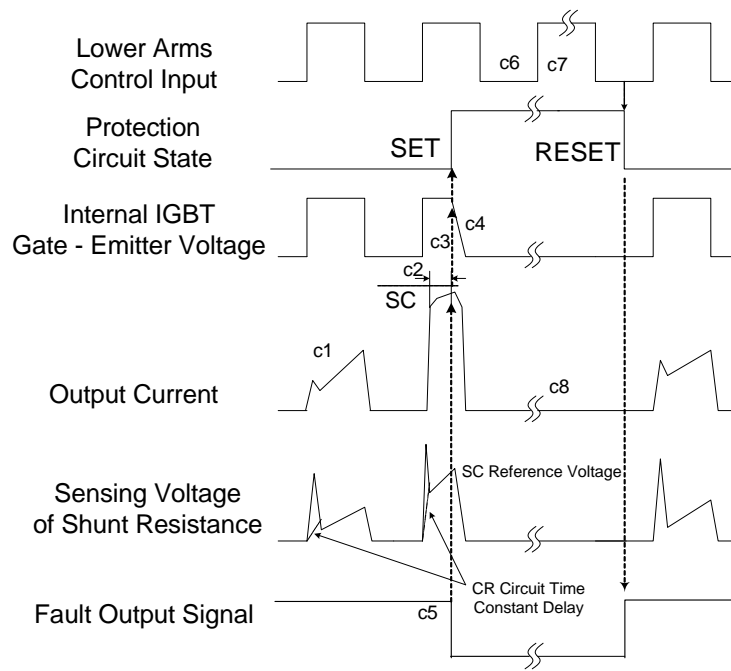 Lower Arms
Control Input
c6
c7
Protection
Circuit State
SET
RESET
Internal IGBT
Gate - Emitter Voltage
c4
c3
c2
SC
c1
Output Current
c8
SC Reference Voltage
Sensing Voltage
of Shunt Resistance
CR Circuit Time
Constant Delay
Fault Output Signal
c5